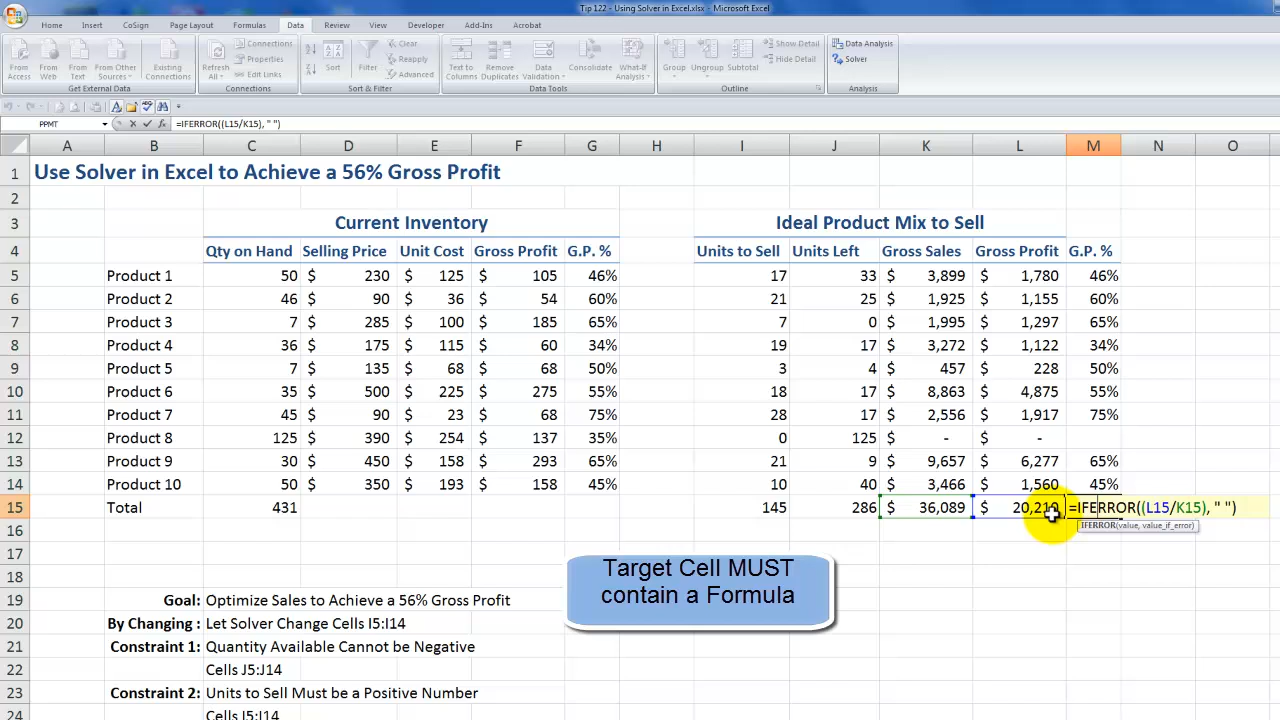 Tip 122 - Using Solver in Excel.xlsx - Microsoft Excel
Home Insert CoSign Page Layout Formulas Data Review View Developer Add-Ins Acrobat
From Access From Web From Text From Other Sources Existing Connections Refresh All Connections Properties Edit Links Sort Filter Clear Reapply Advanced Text to Columns Remove Duplicates Data Validation Consolidate What-If Analysis Group Ungroup Subtotal Show Detail Hide Detail Data Analysis Solver
Get External Data Connections Sort & Filter Data Tools Outline Analysis
PPMT =IFERROR((L15/K15), " ")
A B C D E F G H I J K L M N O
1 Use Solver in Excel to Achieve a 56% Gross Profit
2
3 Current Inventory Ideal Product Mix to Sell
4 Qty on Hand Selling Price Unit Cost Gross Profit G.P. % Units to Sell Units Left Gross Sales Gross Profit G.P. %
5 Product 1 50 $ 230 $ 125 $ 105 46% 17 33 $ 3,899 $ 1,780 46%
6 Product 2 46 $ 90 $ 36 $ 54 60% 21 25 $ 1,925 $ 1,155 60%
7 Product 3 7 $ 285 $ 100 $ 185 65% 7 0 $ 1,995 $ 1,297 65%
8 Product 4 36 $ 175 $ 115 $ 60 34% 19 17 $ 3,272 $ 1,122 34%
9 Product 5 7 $ 135 $ 68 $ 68 50% 3 4 $ 457 $ 228 50%
10 Product 6 35 $ 500 $ 225 $ 275 55% 18 17 $ 8,863 $ 4,875 55%
11 Product 7 45 $ 90 $ 23 $ 68 75% 28 17 $ 2,556 $ 1,917 75%
12 Product 8 125 $ 390 $ 254 $ 137 35% 0 125 $ - $ -
13 Product 9 30 $ 450 $ 158 $ 293 65% 21 9 $ 9,657 $ 6,277 65%
14 Product 10 50 $ 350 $ 193 $ 158 45% 10 40 $ 3,466 $ 1,560 45%
15 Total 431 145 286 $ 36,089 $ 20,210 =IFERROR((L15/K15), " ")
IFERROR(value, value_if_error)
16
17
Target Cell MUST
contain a Formula
18
19 Goal: Optimize Sales to Achieve a 56% Gross Profit
20 By Changing : Let Solver Change Cells I5:I14
21 Constraint 1: Quantity Available Cannot be Negative
22 Cells J5:J14
23 Constraint 2: Units to Sell Must be a Positive Number
24 Cells I5:I14